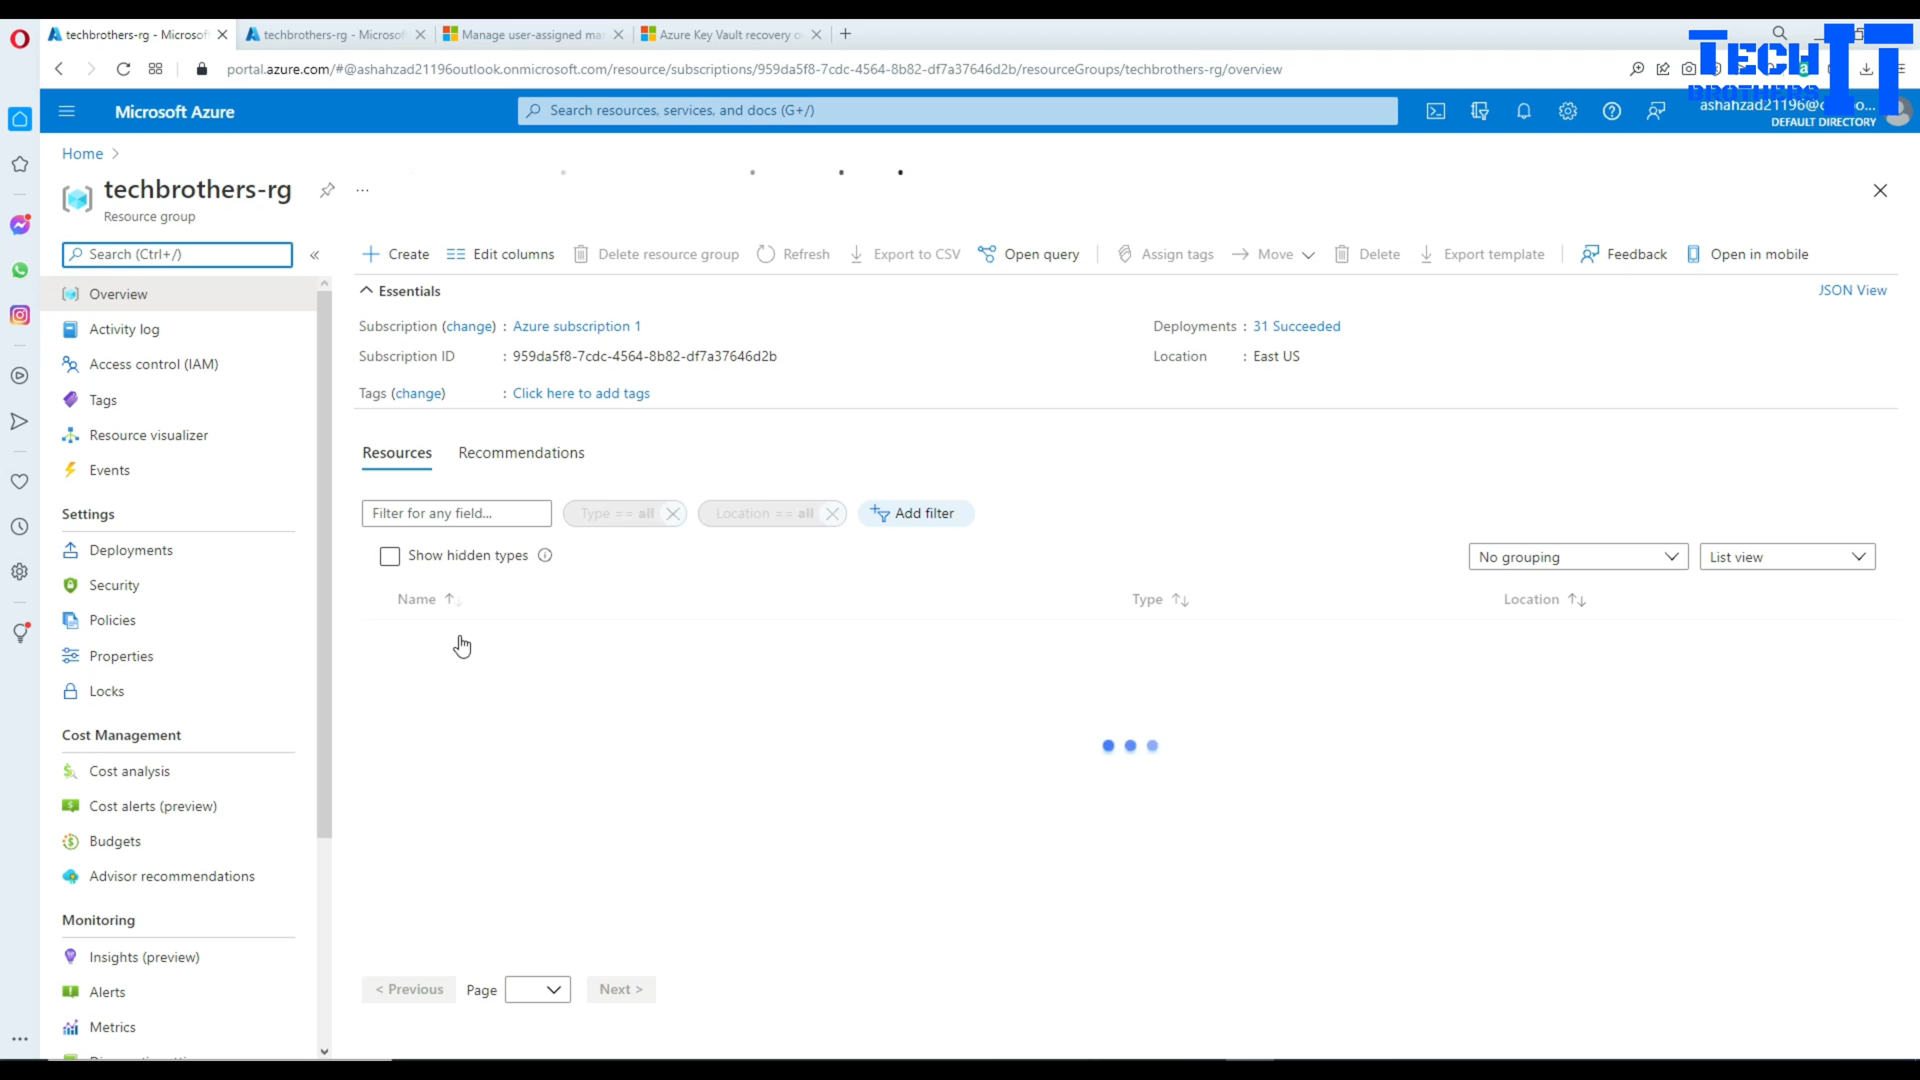 techbrothers-rg - Microsof
techbrothers-rg - Microsof
Manage user-assigned ma
Azure Key Vault recovery o
portal.azure.com/#@ashahzad21196outlook.onmicrosoft.com/resource/subscriptions/959da5f8-7cdc-4564-8b82-df7a37646d2b/resourceGroups/techbrothers-rg/overview
TECH IT
BROTHERS
Microsoft Azure
Search resources, services, and docs (G+/)
DEFAULT DIRECTORY
Home
techbrothers-rg
Resource group
Search (Ctrl+/)
Create
Edit columns
Delete resource group
Refresh
Export to CSV
Open query
Assign tags
Move
Delete
Export template
Feedback
Open in mobile
Overview
Activity log
Access control (IAM)
Tags
Resource visualizer
Events
Settings
Deployments
Security
Policies
Properties
Locks
Cost Management
Cost analysis
Cost alerts (preview)
Budgets
Advisor recommendations
Monitoring
Insights (preview)
Alerts
Metrics
Essentials
JSON View
Subscription (change) : Azure subscription 1
Deployments : 31 Succeeded
Subscription ID : 959da5f8-7cdc-4564-8b82-df7a37646d2b
Location : East US
Tags (change) : Click here to add tags
Resources
Recommendations
Filter for any field...
Type == all
Location == all
Add filter
Show hidden types
No grouping
List view
Name
Type
Location
< Previous
Page
Next >